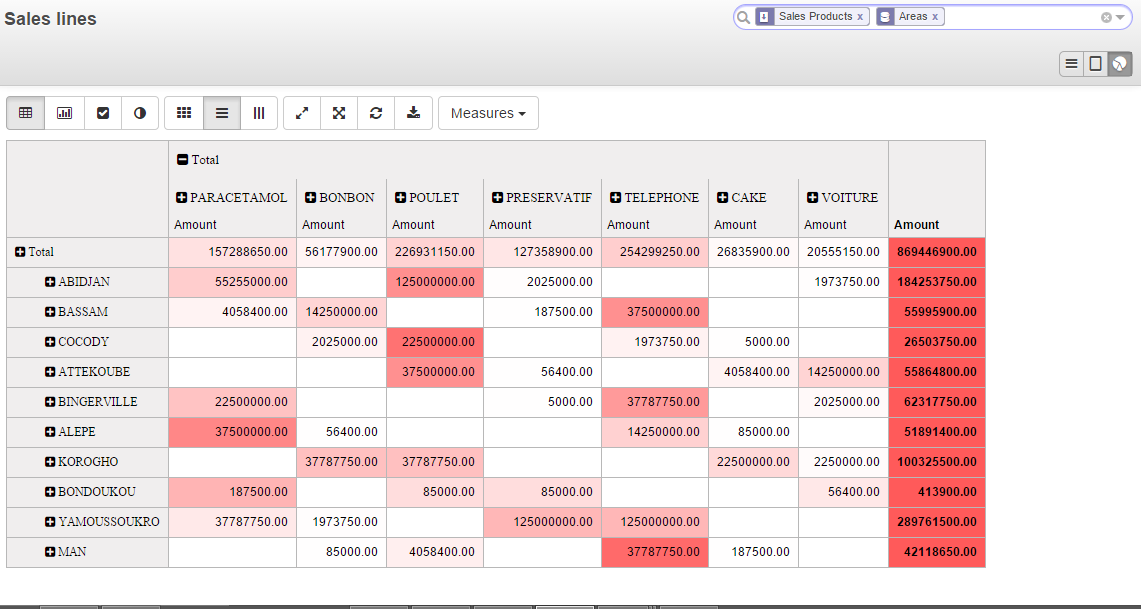 Sales lines
Sales Products x Areas x
Measures
Total
PARACETAMOL BONBON POULET PRESERVATIF TELEPHONE CAKE VOITURE
Amount Amount Amount Amount Amount Amount Amount Amount
Total 157288650.00 56177900.00 226931150.00 127358900.00 254299250.00 26835900.00 20555150.00 869446900.00
ABIDJAN 55255000.00 125000000.00 2025000.00 1973750.00 184253750.00
BASSAM 4058400.00 14250000.00 187500.00 37500000.00 55995900.00
COCODY 2025000.00 22500000.00 1973750.00 5000.00 26503750.00
ATTEKOUBE 37500000.00 56400.00 4058400.00 14250000.00 55864800.00
BINGERVILLE 22500000.00 5000.00 37787750.00 2025000.00 62317750.00
ALEPE 37500000.00 56400.00 14250000.00 85000.00 51891400.00
KOROGHO 37787750.00 37787750.00 22500000.00 2250000.00 100325500.00
BONDOUKOU 187500.00 85000.00 85000.00 56400.00 413900.00
YAMOUSSOUKRO 37787750.00 1973750.00 125000000.00 125000000.00 289761500.00
MAN 85000.00 4058400.00 37787750.00 187500.00 42118650.00